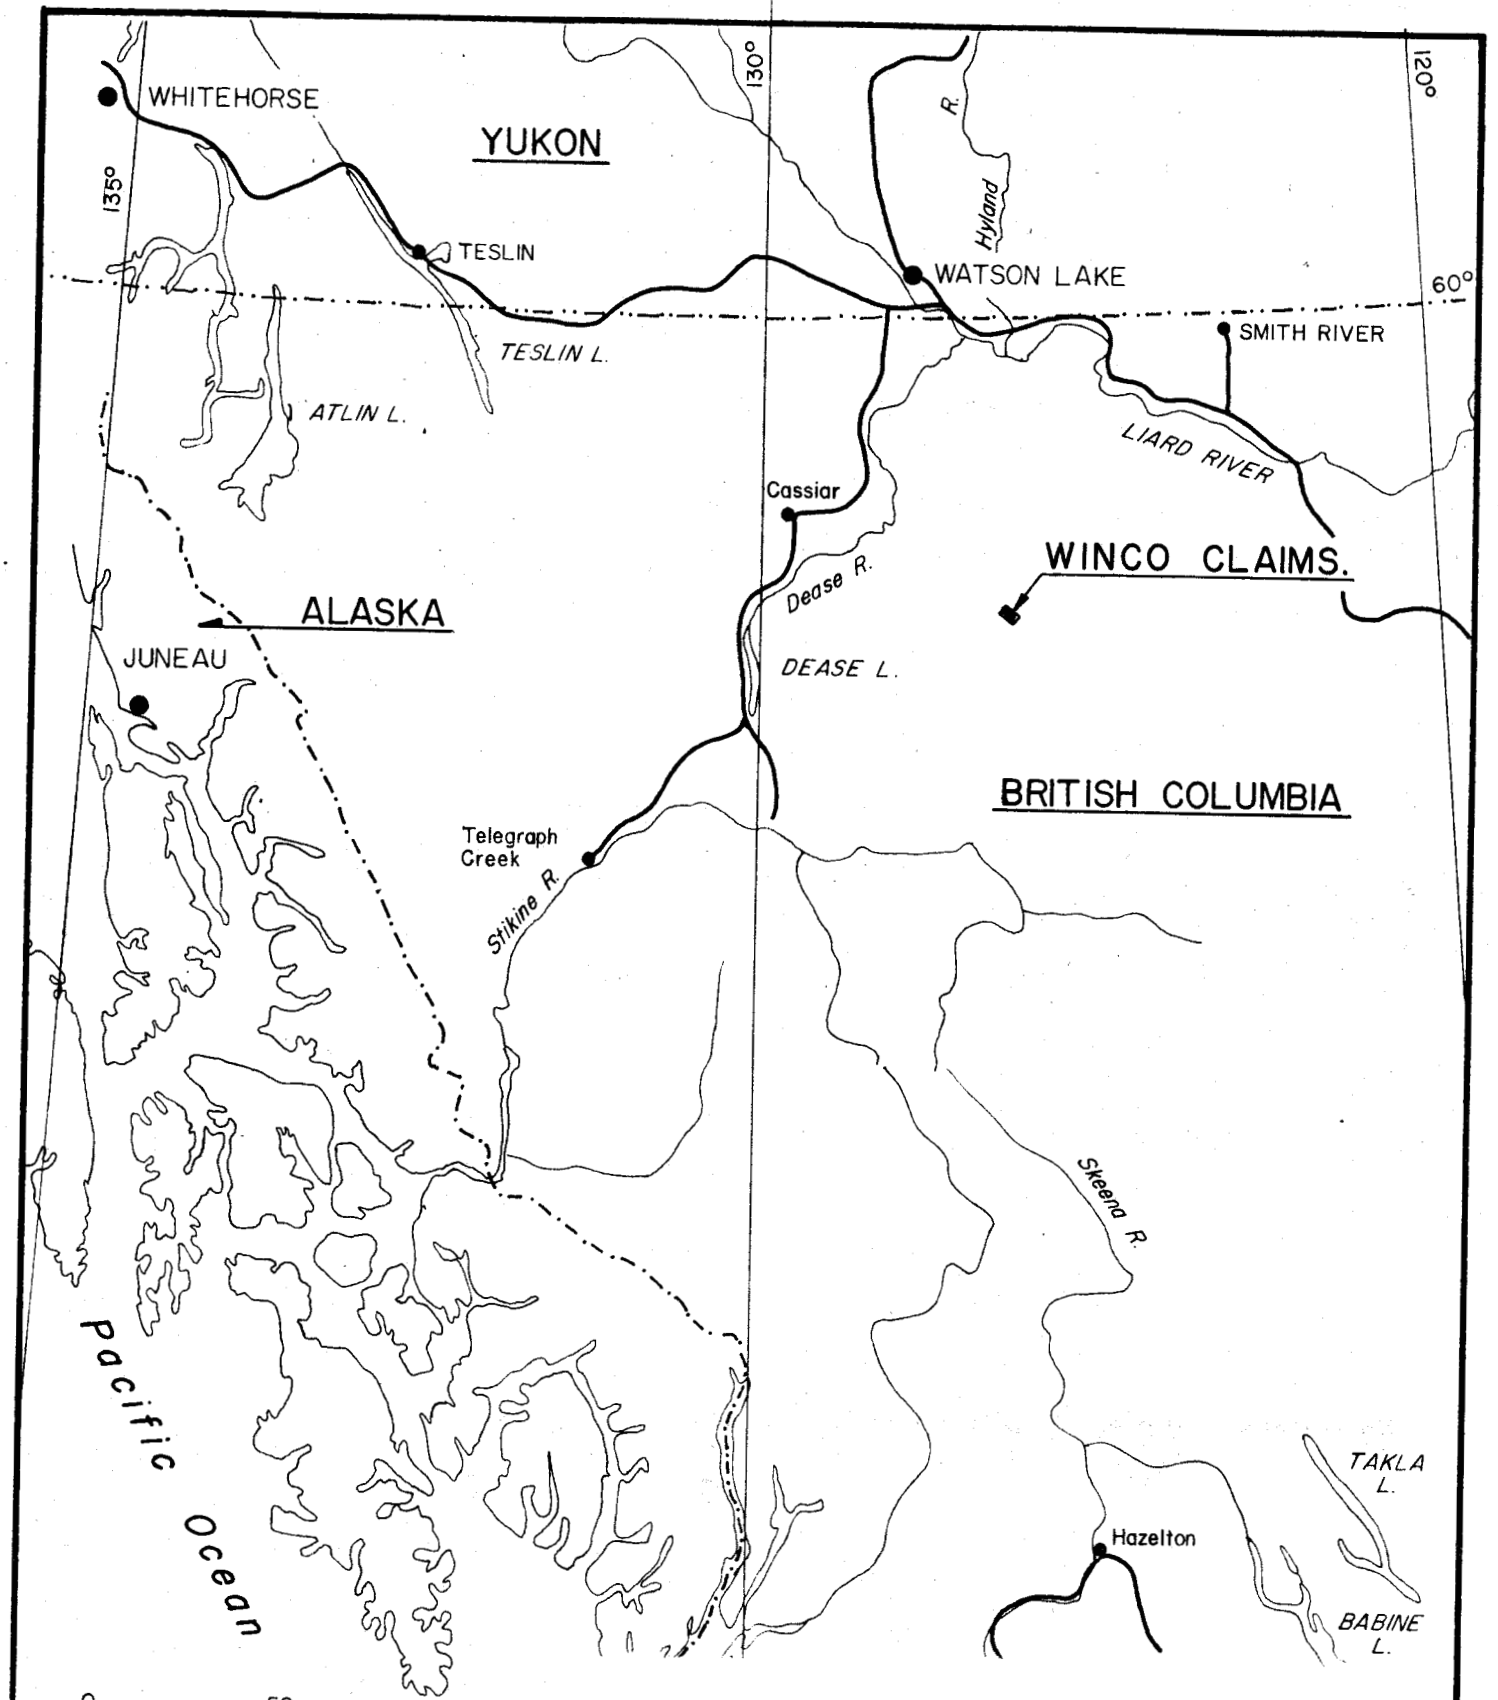 WHITEHORSE
YUKON
130°
R.
120°
135°
Hyland
TESLIN
WATSON LAKE
60°
SMITH RIVER
TESLIN L.
ATLIN L.
LIARD RIVER
Cassiar
WINCO CLAIMS.
Dease R.
ALASKA
JUNEAU
DEASE L.
BRITISH COLUMBIA
Telegraph
Creek
Stikine R.
Skeena R.
Pacific Ocean
TAKLA
L.
Hazelton
BABINE
L.